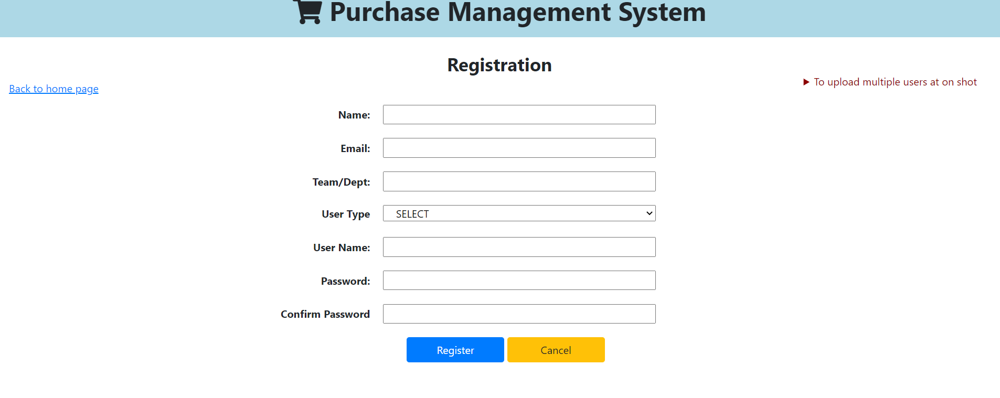 Purchase Management System
Registration
Back to home page
To upload multiple users at on shot
Name:
Email:
Team/Dept:
User Type
SELECT
User Name:
Password:
Confirm Password
Register
Cancel